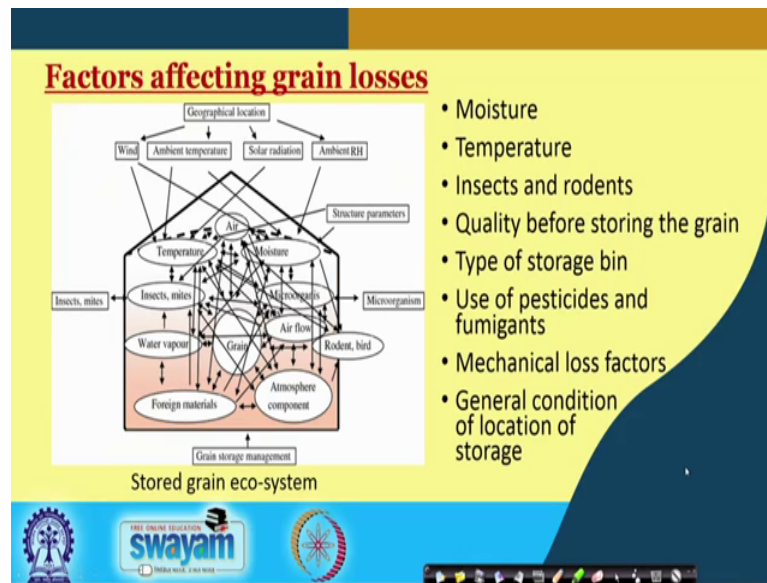 Factors affecting grain losses
Geographical location
Wind
Ambient temperature
Solar radiation
Ambient RH
Structure parameters
Air
Temperature
Moisture
Insects, mites
Insects, mites
Microorganis
Microorganism
Air flow
Water vapour
Grain
Rodent, bird
Foreign materials
Atmosphere
component
Grain storage management
Stored grain eco-system
• Moisture
• Temperature
• Insects and rodents
• Quality before storing the grain
• Type of storage bin
• Use of pesticides and
fumigants
• Mechanical loss factors
• General condition
of location of
storage
FREE ONLINE EDUCATION
swayam